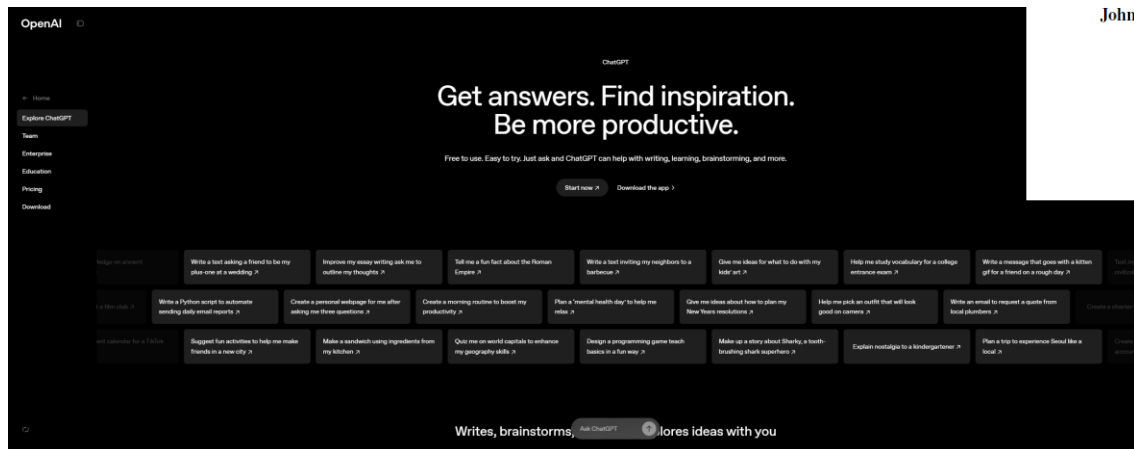 OpenAI
John
ChatGPT
Get answers. Find inspiration.
Be more productive.
Free to use. Easy to try. Just ask and ChatGPT can help with writing, learning, brainstorming, and more.
Start now ↗ Download the app >
← Home
Explore ChatGPT
Team
Enterprise
Education
Pricing
Download
Write a text asking a friend to be my
plus-one at a wedding ↗
Improve my essay writing ask me to
outline my thoughts ↗
Tell me a fun fact about the Roman
Empire ↗
Write a text inviting my neighbors to a
barbecue ↗
Give me ideas for what to do with my
kids' art ↗
Help me study vocabulary for a college
entrance exam ↗
Write a message that goes with a kitten
gif for a friend on a rough day ↗
Write a Python script to automate
sending daily email reports ↗
Create a personal webpage for me after
asking me three questions ↗
Create a morning routine to boost my
productivity ↗
Plan a 'mental health day' to help me
relax ↗
Give me ideas about how to plan my
New Years resolutions ↗
Help me pick an outfit that will look
good on camera ↗
Write an email to request a quote from
local plumbers ↗
Create a charter
Suggest fun activities to help me make
friends in a new city ↗
Make a sandwich using ingredients from
my kitchen ↗
Quiz me on world capitals to enhance
my geography skills ↗
Design a programming game teach
basics in a fun way ↗
Make up a story about Sharky, a tooth-
brushing shark superhero ↗
Explain nostalgia to a kindergartener ↗
Plan a trip to experience Seoul like a
local ↗
Writes, brainstorms, lores ideas with you
Ask ChatGPT